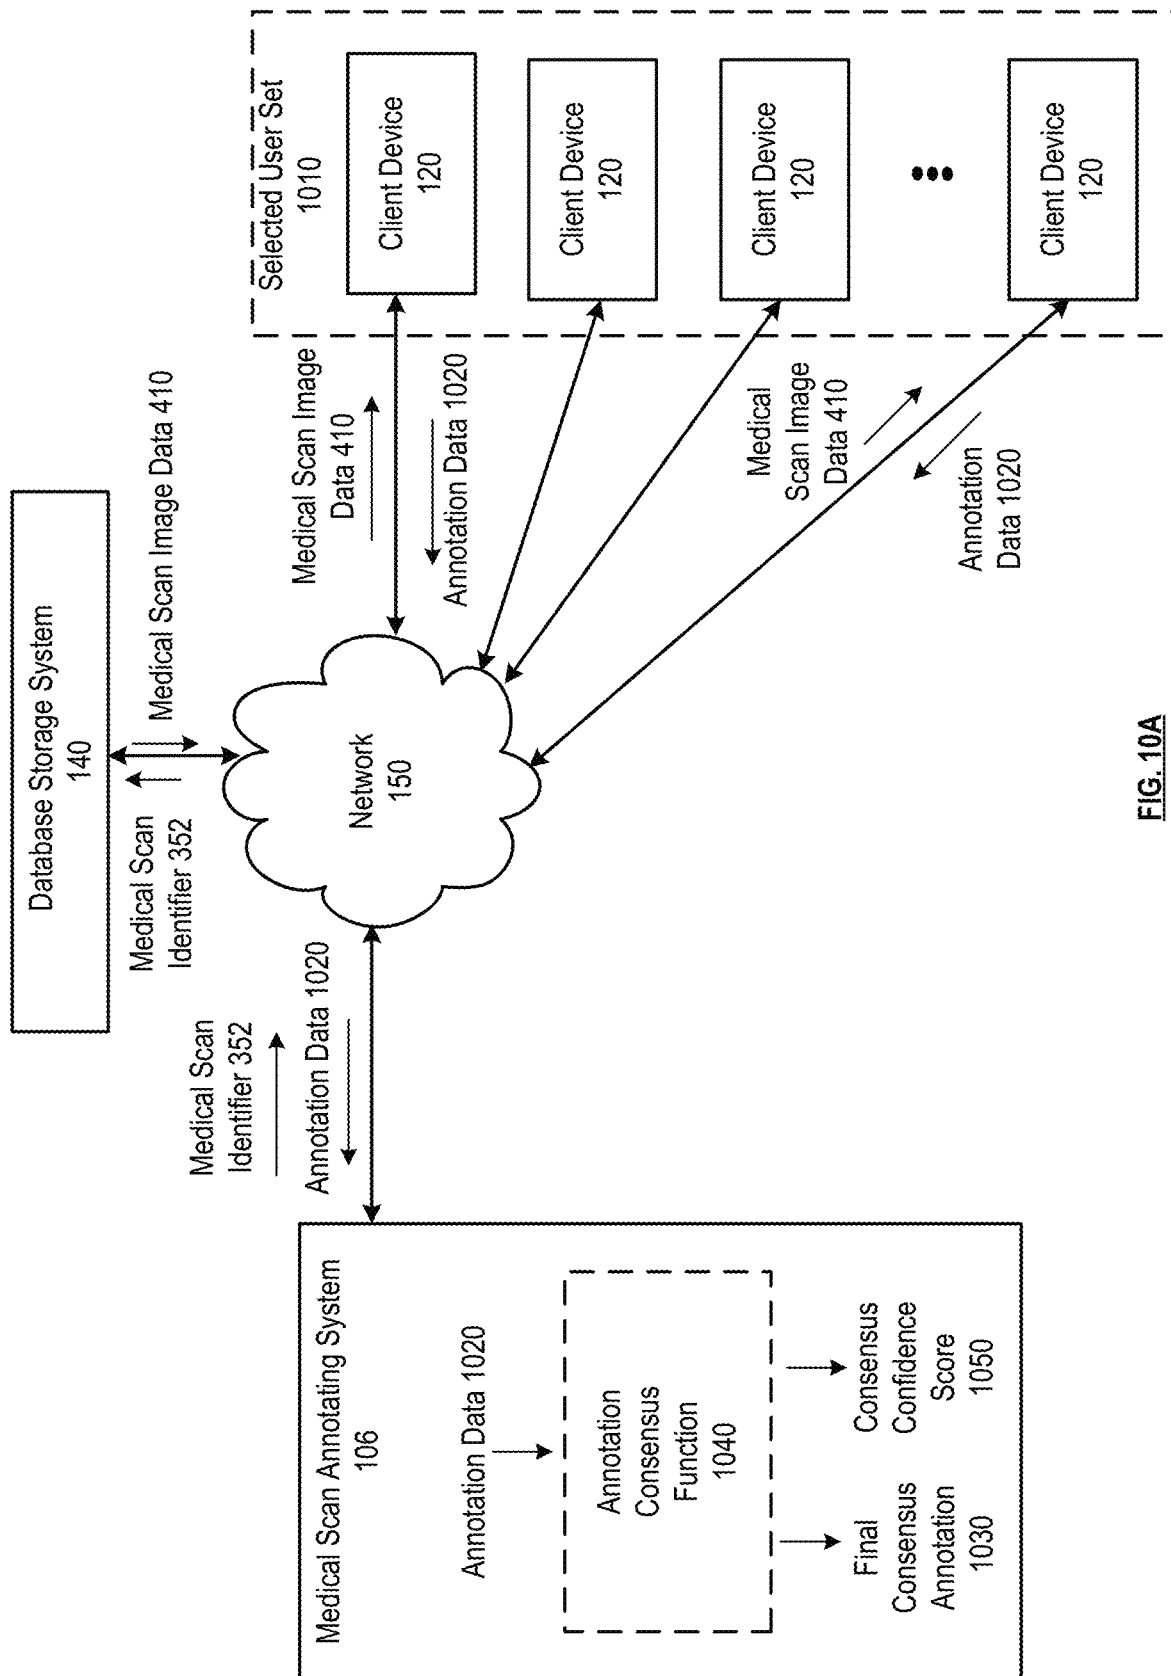 Database Storage System
140
Medical Scan
Identifier 352
Medical Scan Image Data 410
Medical Scan
Identifier 352
Annotation Data 1020
Network
150
Medical Scan Image
Data 410
Annotation Data 1020
Medical
Scan Image
Data 410
Annotation
Data 1020
Selected User Set
1010
Client Device
120
Client Device
120
Client Device
120
Client Device
120
Medical Scan Annotating System
106
Annotation Data 1020
Annotation
Consensus
Function
1040
Final
Consensus
Annotation
1030
Consensus
Confidence
Score
1050
FIG. 10A